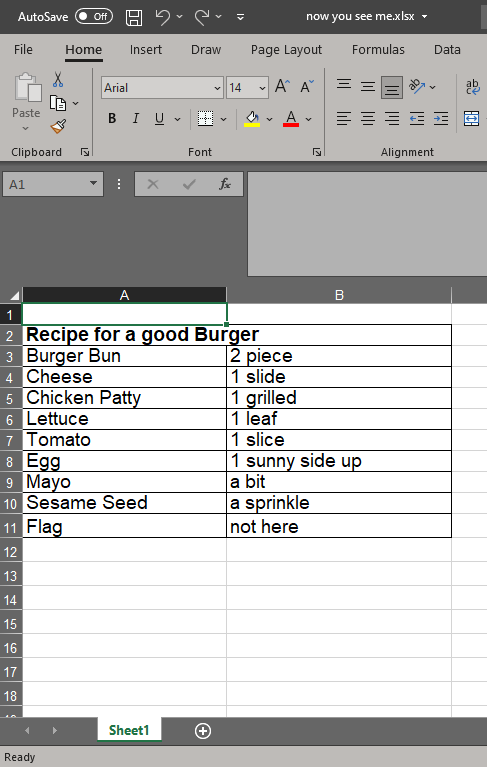 AutoSave Off now you see me.xlsx
File Home Insert Draw Page Layout Formulas Data
Arial 14 A A ab
Paste B I U A
Clipboard Font Alignment
A1 fx
A B
1
2 Recipe for a good Burger
3 Burger Bun 2 piece
4 Cheese 1 slide
5 Chicken Patty 1 grilled
6 Lettuce 1 leaf
7 Tomato 1 slice
8 Egg 1 sunny side up
9 Mayo a bit
10 Sesame Seed a sprinkle
11 Flag not here
12
13
14
15
16
17
18
Sheet1
Ready